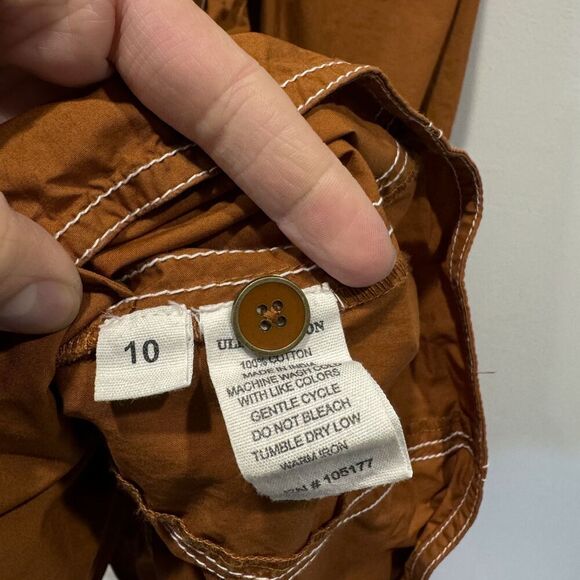 10
100% COTTON
MADE IN INDIA
MACHINE WASH COLD
WITH LIKE COLORS
GENTLE CYCLE
DO NOT BLEACH
TUMBLE DRY LOW
WARM IRON
RN # 105177